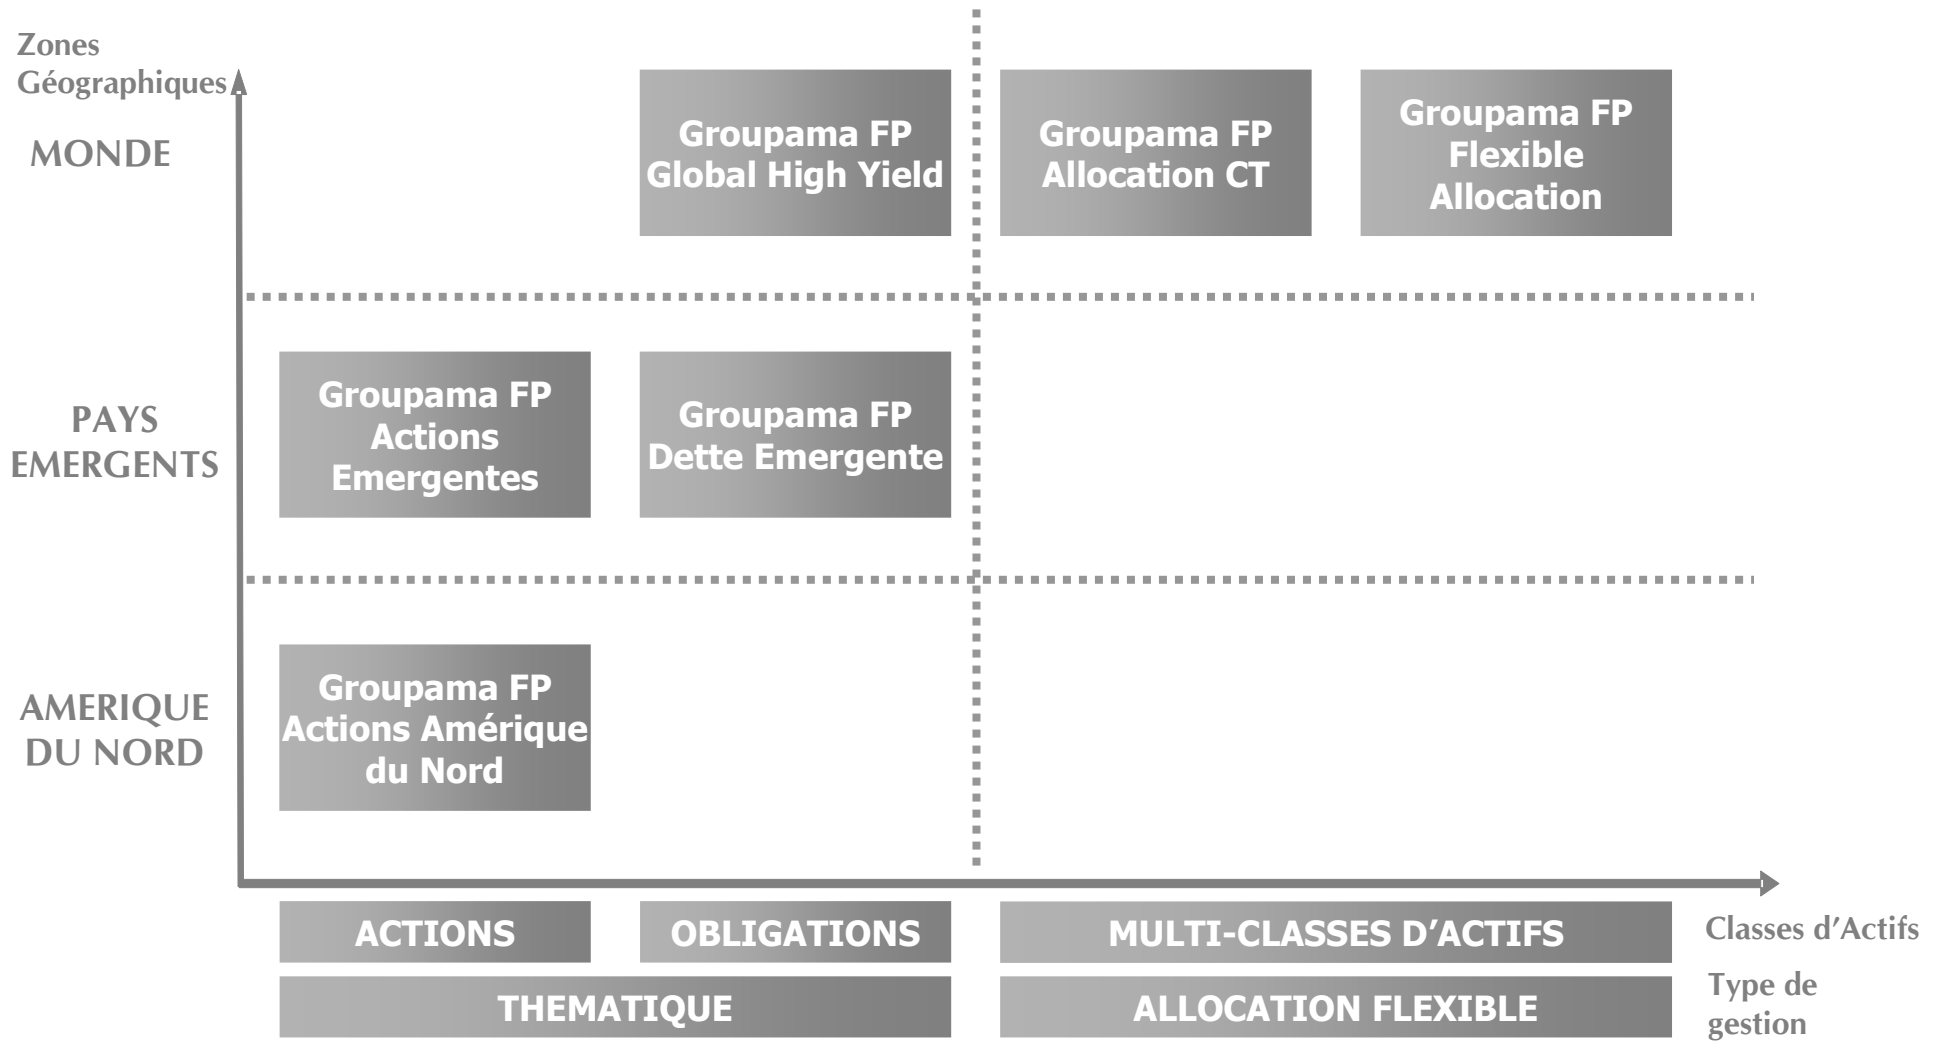 Zones
Géographiques
MONDE
Groupama FP
Global High Yield
Groupama FP
Allocation CT
Groupama FP
Flexible
Allocation
PAYS
EMERGENTS
Groupama FP
Actions
Emergentes
Groupama FP
Dette Emergente
AMERIQUE
DU NORD
Groupama FP
Actions Amérique
du Nord
ACTIONS
OBLIGATIONS
MULTI-CLASSES D'ACTIFS
Classes d’Actifs
THEMATIQUE
ALLOCATION FLEXIBLE
Type de
gestion